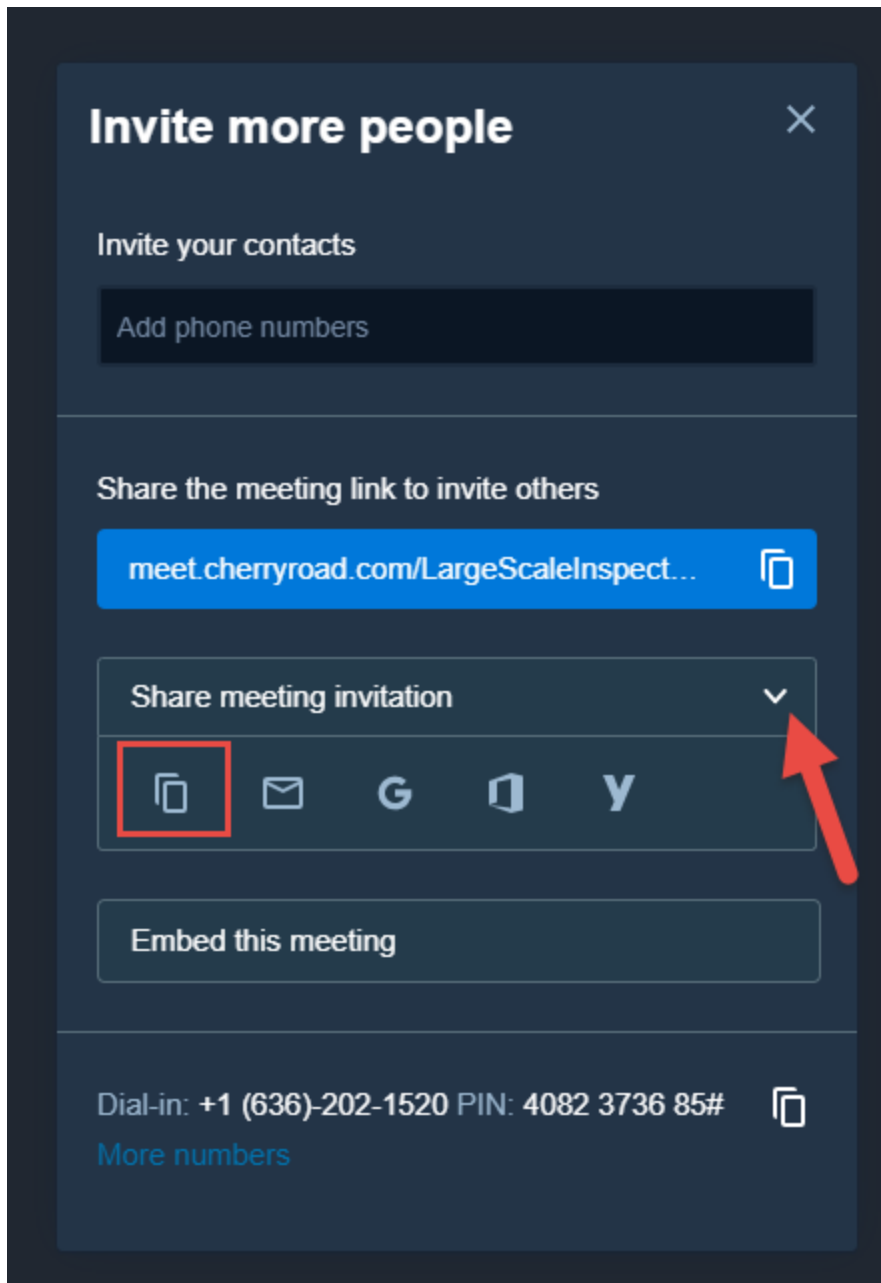 Invite more people
Invite your contacts
Add phone numbers
Share the meeting link to invite others
meet.cherryroad.com/LargeScaleInspect...
Share meeting invitation
Embed this meeting
Dial-in: +1 (636)-202-1520 PIN: 4082 3736 85#
More numbers